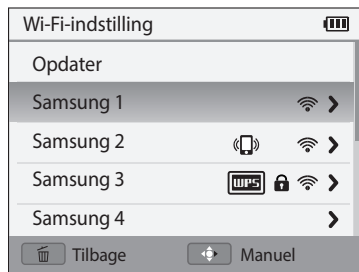 Wi-Fi-indstilling
Opdater
Samsung 1
Samsung 2
Samsung 3 WPS
Samsung 4
Tilbage Manuel